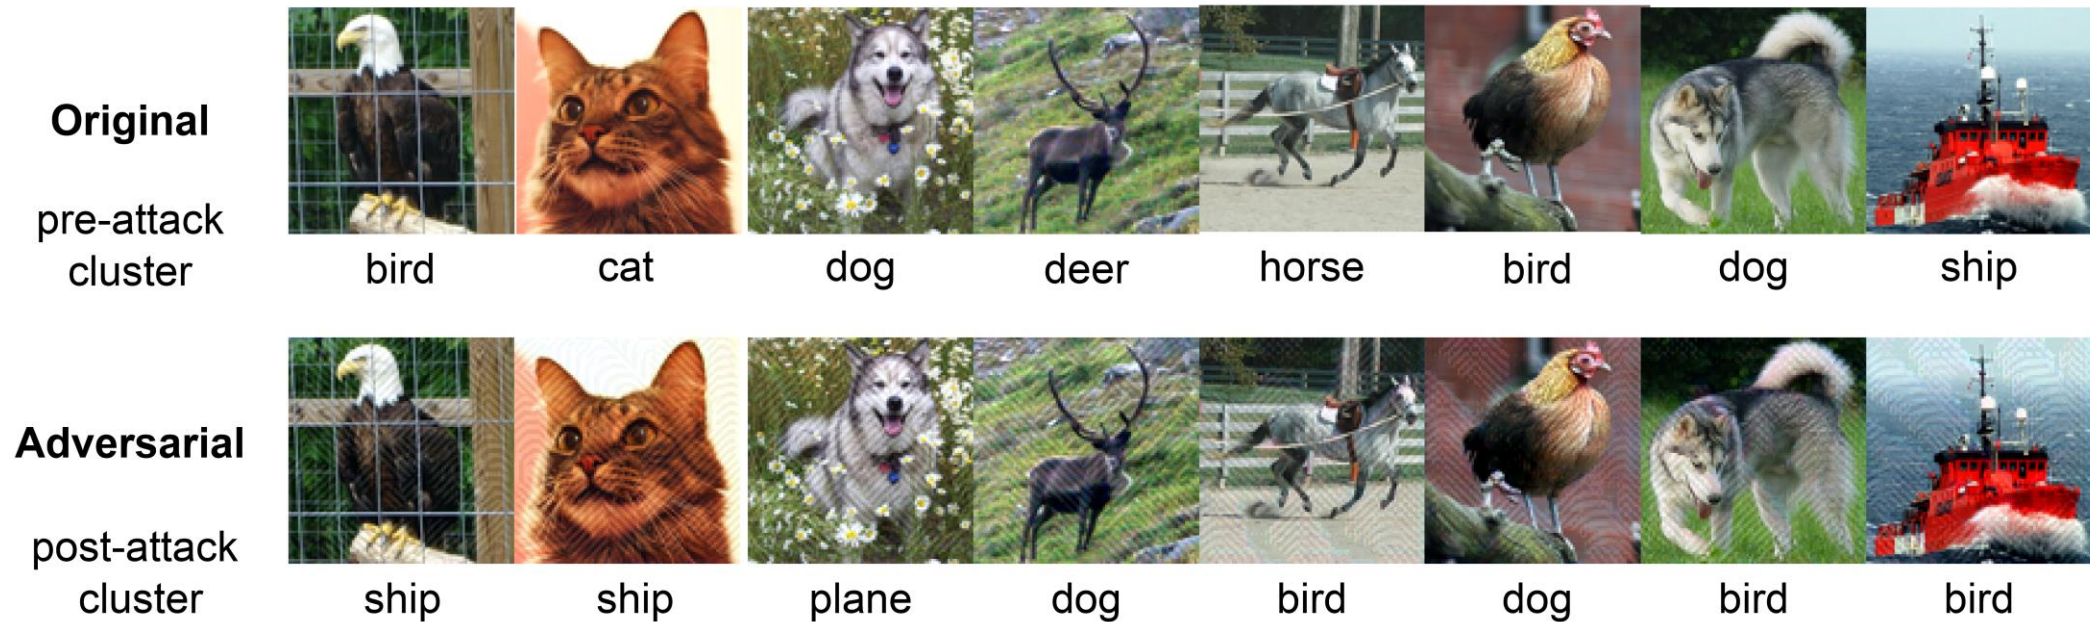 Original
pre-attack
cluster
bird cat dog deer horse bird dog ship
Adversarial
post-attack
cluster
ship ship plane dog bird dog bird bird